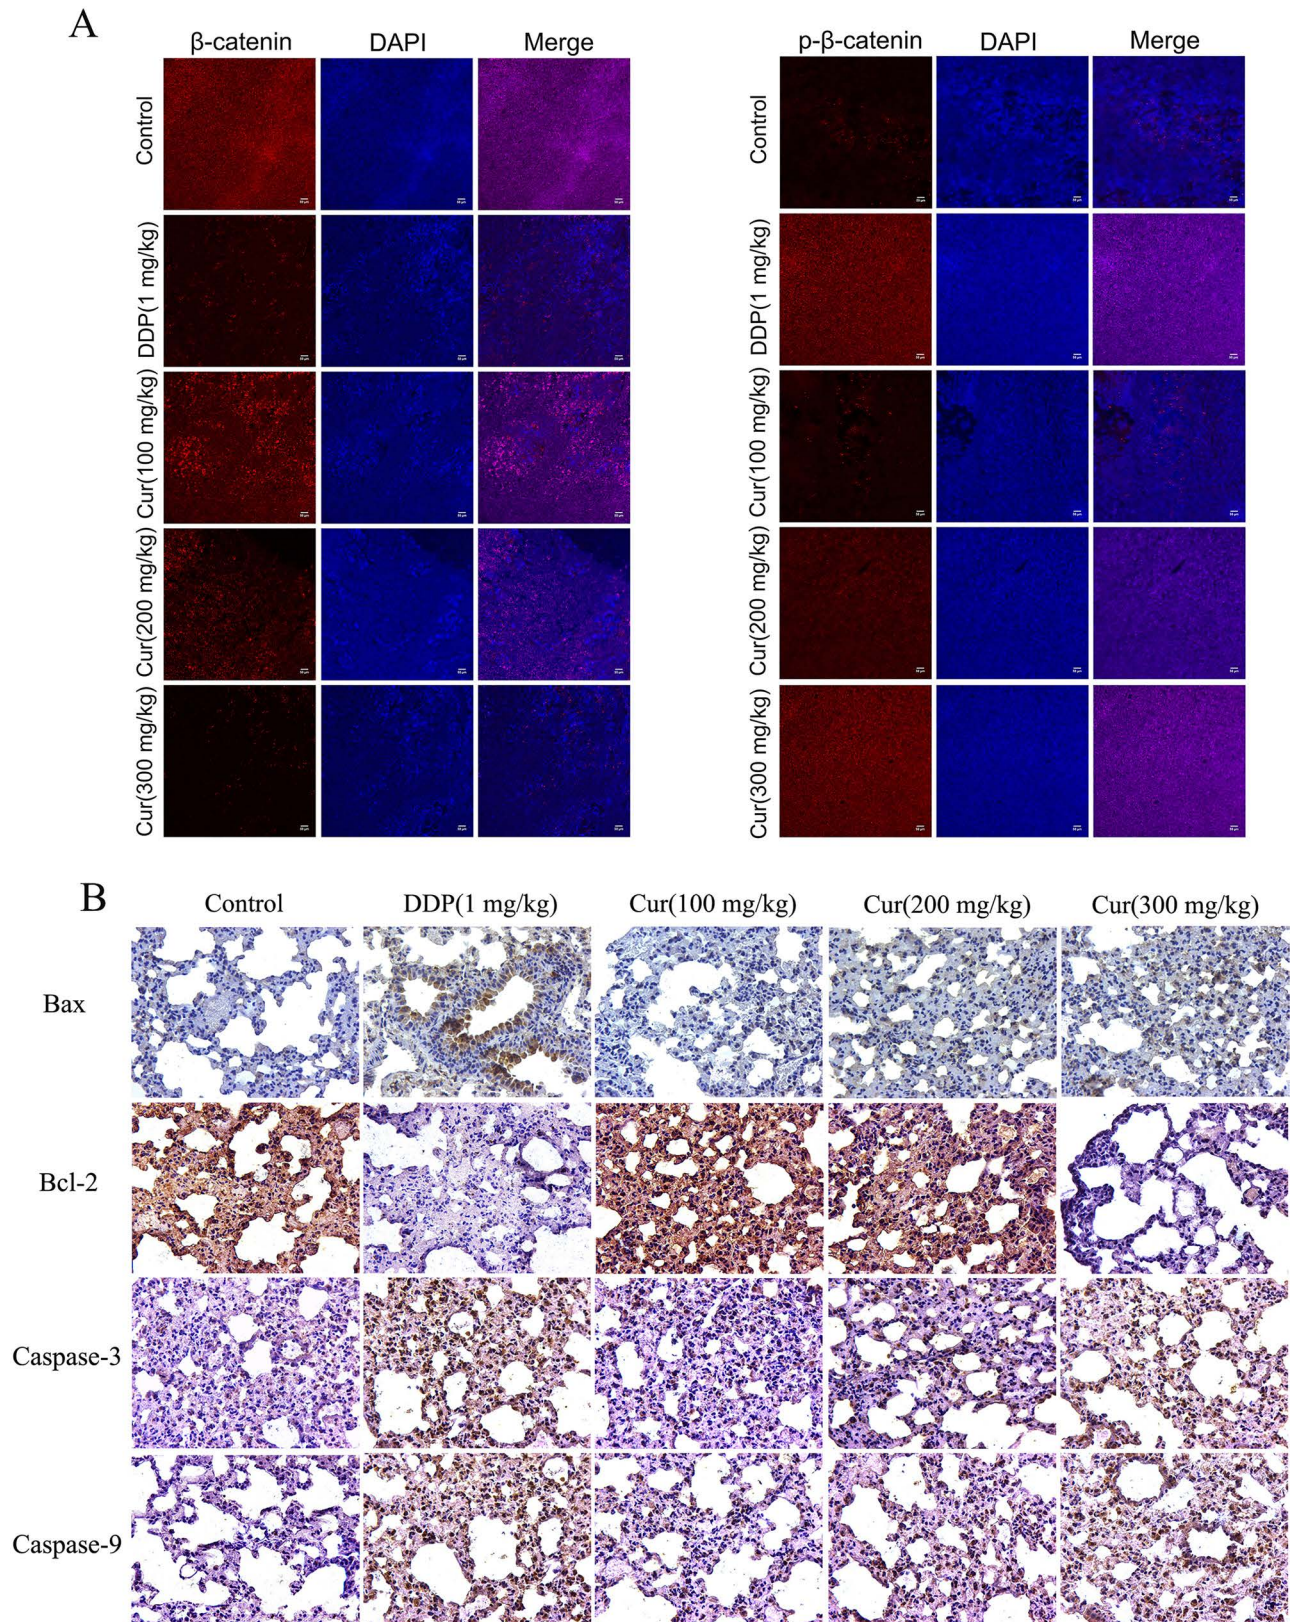 A
β-catenin DAPI Merge
p-β-catenin DAPI Merge
Control
DDP(1 mg/kg)
Cur(100 mg/kg)
Cur(200 mg/kg)
Cur(300 mg/kg)
Control
DDP(1 mg/kg)
Cur(100 mg/kg)
Cur(200 mg/kg)
Cur(300 mg/kg)
B
Control DDP(1 mg/kg) Cur(100 mg/kg) Cur(200 mg/kg) Cur(300 mg/kg)
Bax
Bcl-2
Caspase-3
Caspase-9